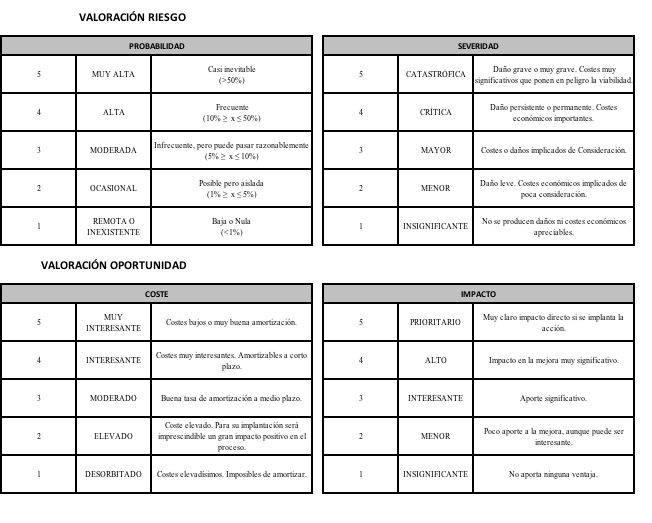 VALORACIÓN RIESGO
PROBABILIDAD
5 MUY ALTA Casi inevitable
(>50%)
4 ALTA Frecuente
(10% ≥ x ≤ 50%)
3 MODERADA Infrecuente, pero puede pasar razonablemente
(5% ≥ x ≤ 10%)
2 OCASIONAL Posible pero aislada
(1% ≥ x ≤ 5%)
1 REMOTA O
INEXISTENTE
Baja o Nula
(<1%)
SEVERIDAD
5 CATASTRÓFICA Daño grave o muy grave. Costes muy
significativos que ponen en peligro la viabilidad.
4 CRÍTICA Daño persistente o permanente. Costes
económicos importantes.
3 MAYOR Costes o daños implicados de Consideración.
2 MENOR Daño leve. Costes económicos implicados de
poca consideración.
1 INSIGNIFICANTE No se producen daños ni costes económicos
apreciables.
VALORACIÓN OPORTUNIDAD
COSTE
5 MUY
INTERESANTE
Costes bajos o muy buena amortización.
4 INTERESANTE Costes muy interesantes. Amortizables a corto
plazo.
3 MODERADO Buena tasa de amortización a medio plazo.
2 ELEVADO Coste elevado. Para su implantación será
imprescindible un gran impacto positivo en el
proceso.
1 DESORBITADO Costes elevadísimos. Imposibles de amortizar.
IMPACTO
5 PRIORITARIO Muy claro impacto directo si se implanta la
acción.
4 ALTO Impacto en la mejora muy significativo.
3 INTERESANTE Aporte significativo.
2 MENOR Poco aporte a la mejora, aunque puede ser
interesante.
1 INSIGNIFICANTE No aporta ninguna ventaja.